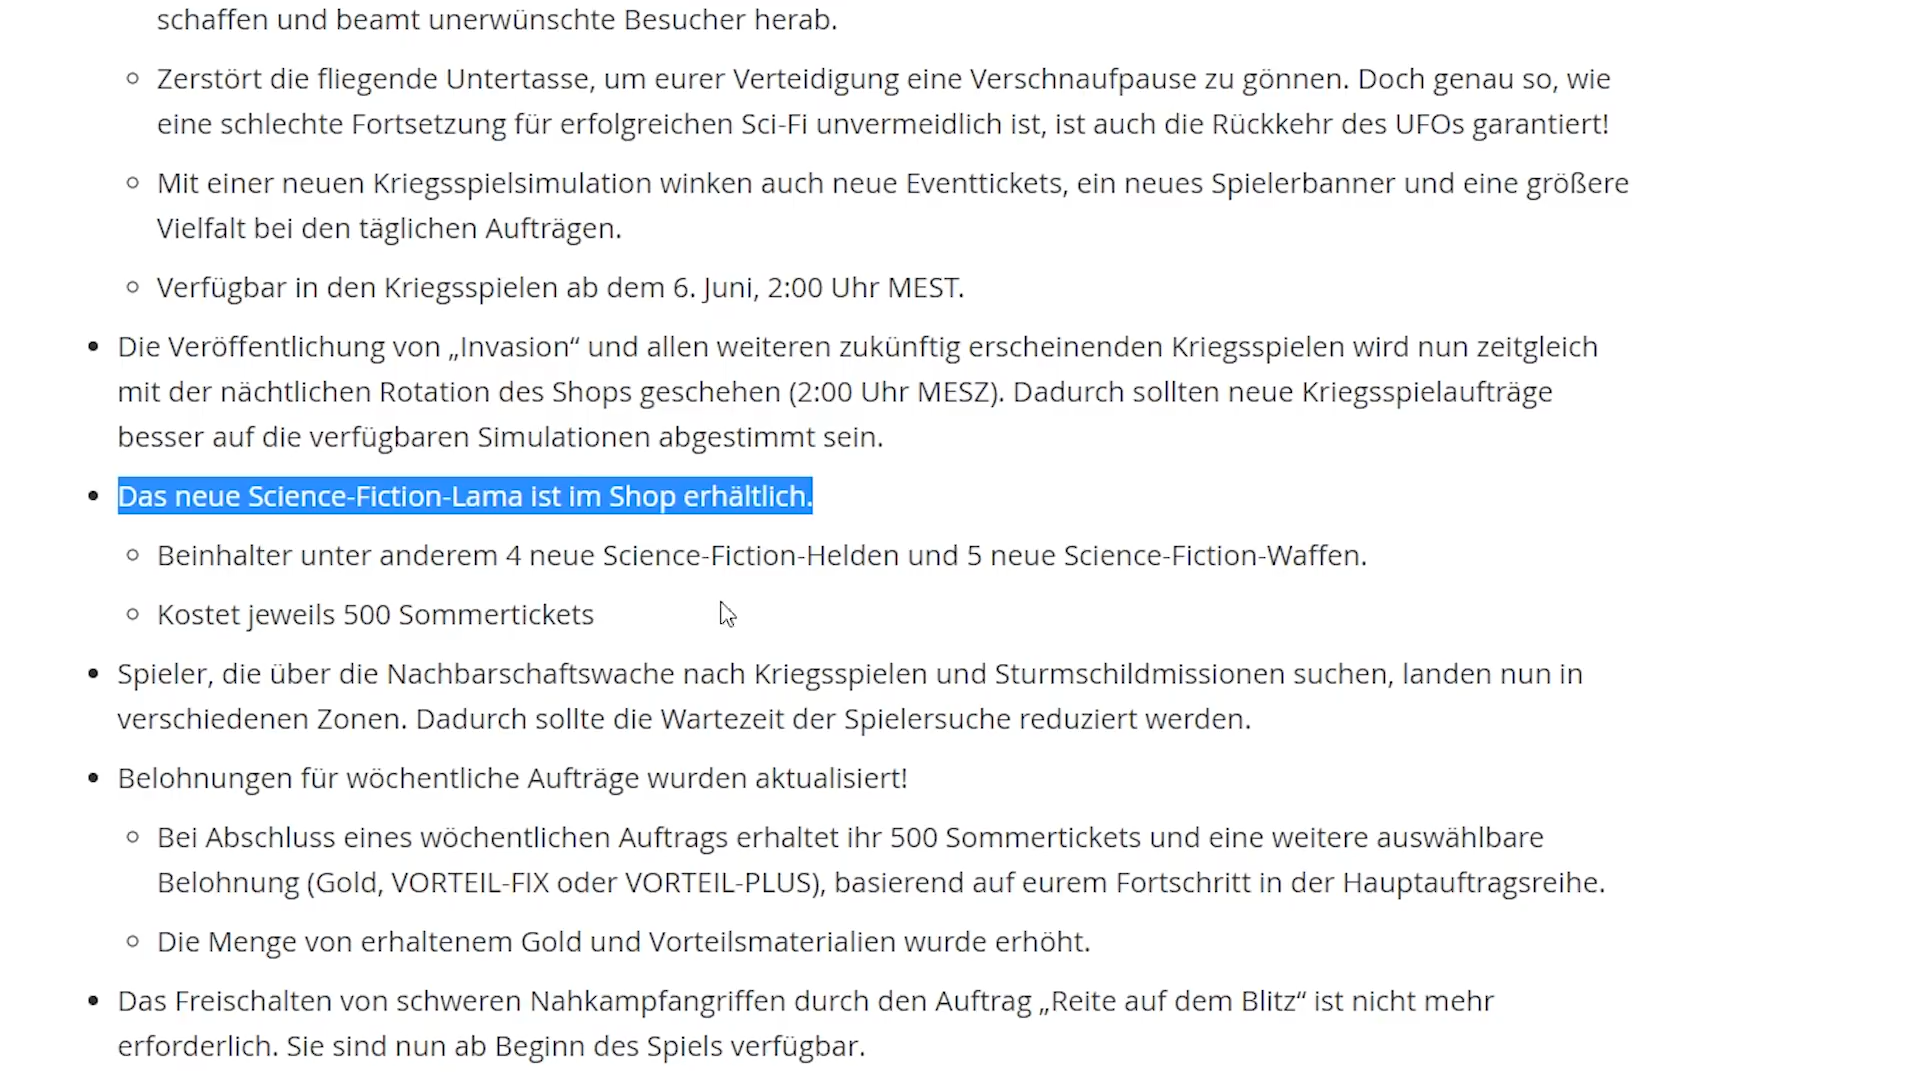 schaffen und beamt unerwünschte Besucher herab.
Zerstört die fliegende Untertasse, um eurer Verteidigung eine Verschnaufpause zu gönnen. Doch genau so, wie
eine schlechte Fortsetzung für erfolgreichen Sci-Fi unvermeidlich ist, ist auch die Rückkehr des UFOs garantiert!
Mit einer neuen Kriegsspielsimulation winken auch neue Eventtickets, ein neues Spielerbanner und eine größere
Vielfalt bei den täglichen Aufträgen.
Verfügbar in den Kriegsspielen ab dem 6. Juni, 2:00 Uhr MEST.
Die Veröffentlichung von „Invasion“ und allen weiteren zukünftig erscheinenden Kriegsspielen wird nun zeitgleich
mit der nächtlichen Rotation des Shops geschehen (2:00 Uhr MESZ). Dadurch sollten neue Kriegsspielaufträge
besser auf die verfügbaren Simulationen abgestimmt sein.
Das neue Science-Fiction-Lama ist im Shop erhältlich.
Beinhalter unter anderem 4 neue Science-Fiction-Helden und 5 neue Science-Fiction-Waffen.
Kostet jeweils 500 Sommertickets
Spieler, die über die Nachbarschaftswache nach Kriegsspielen und Sturmschildmissionen suchen, landen nun in
verschiedenen Zonen. Dadurch sollte die Wartezeit der Spielersuche reduziert werden.
Belohnungen für wöchentliche Aufträge wurden aktualisiert!
Bei Abschluss eines wöchentlichen Auftrags erhaltet ihr 500 Sommertickets und eine weitere auswählbare
Belohnung (Gold, VORTEIL-FIX oder VORTEIL-PLUS), basierend auf eurem Fortschritt in der Hauptauftragsreihe.
Die Menge von erhaltenem Gold und Vorteilsmaterialien wurde erhöht.
Das Freischalten von schweren Nahkampfangriffen durch den Auftrag „Reite auf dem Blitz“ ist nicht mehr
erforderlich. Sie sind nun ab Beginn des Spiels verfügbar.